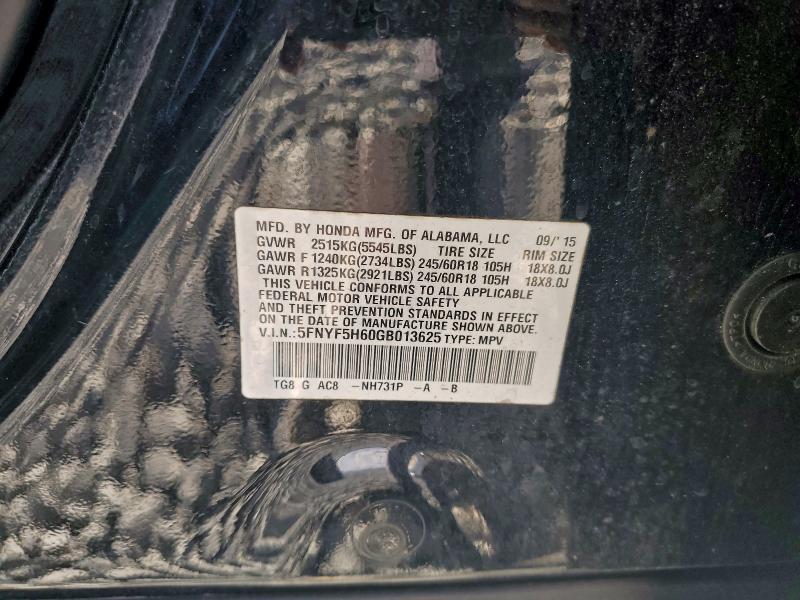 MFD. BY HONDA MFG. OF ALABAMA, LLC 09/'15
GVWR 2515KG(5545LBS) TIRE SIZE RIM SIZE
GAWR F 1240KG(2734LBS) 245/60R18 105H 18X8.0J
GAWR R1325KG(2921LBS) 245/60R18 105H 18X8.0J
THIS VEHICLE CONFORMS TO ALL APPLICABLE
FEDERAL MOTOR VEHICLE SAFETY
AND THEFT PREVENTION STANDARDS IN EFFECT
ON THE DATE OF MANUFACTURE SHOWN ABOVE.
V.I.N.:5FNYF5H60GB013625 TYPE: MPV
TG8 G AC8 -NH731P -A -B